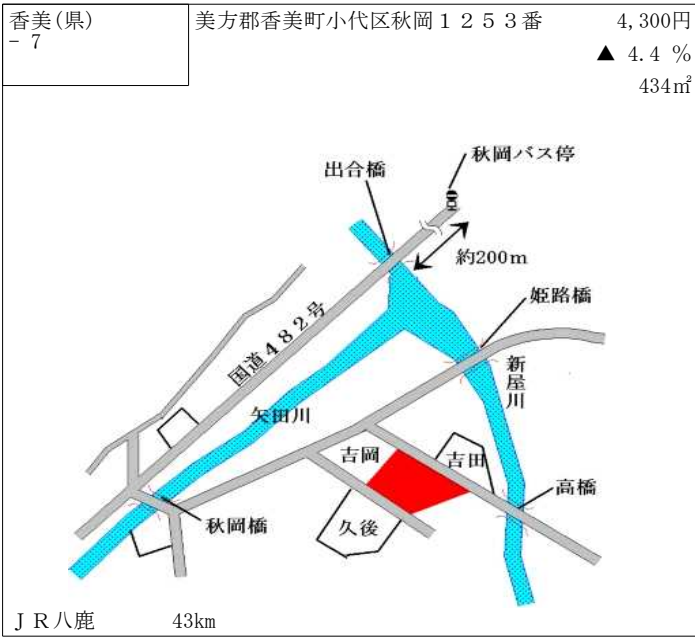 香美(県)
- 7
美方郡香美町小代区秋岡１２５３番
4,300円
▲ 4.4 %
434㎡
秋岡バス停
出合橋
約200m
姫路橋
国道４８２号
新屋川
矢田川
吉岡
吉田
高橋
秋岡橋
久後
ＪＲ八鹿 43km